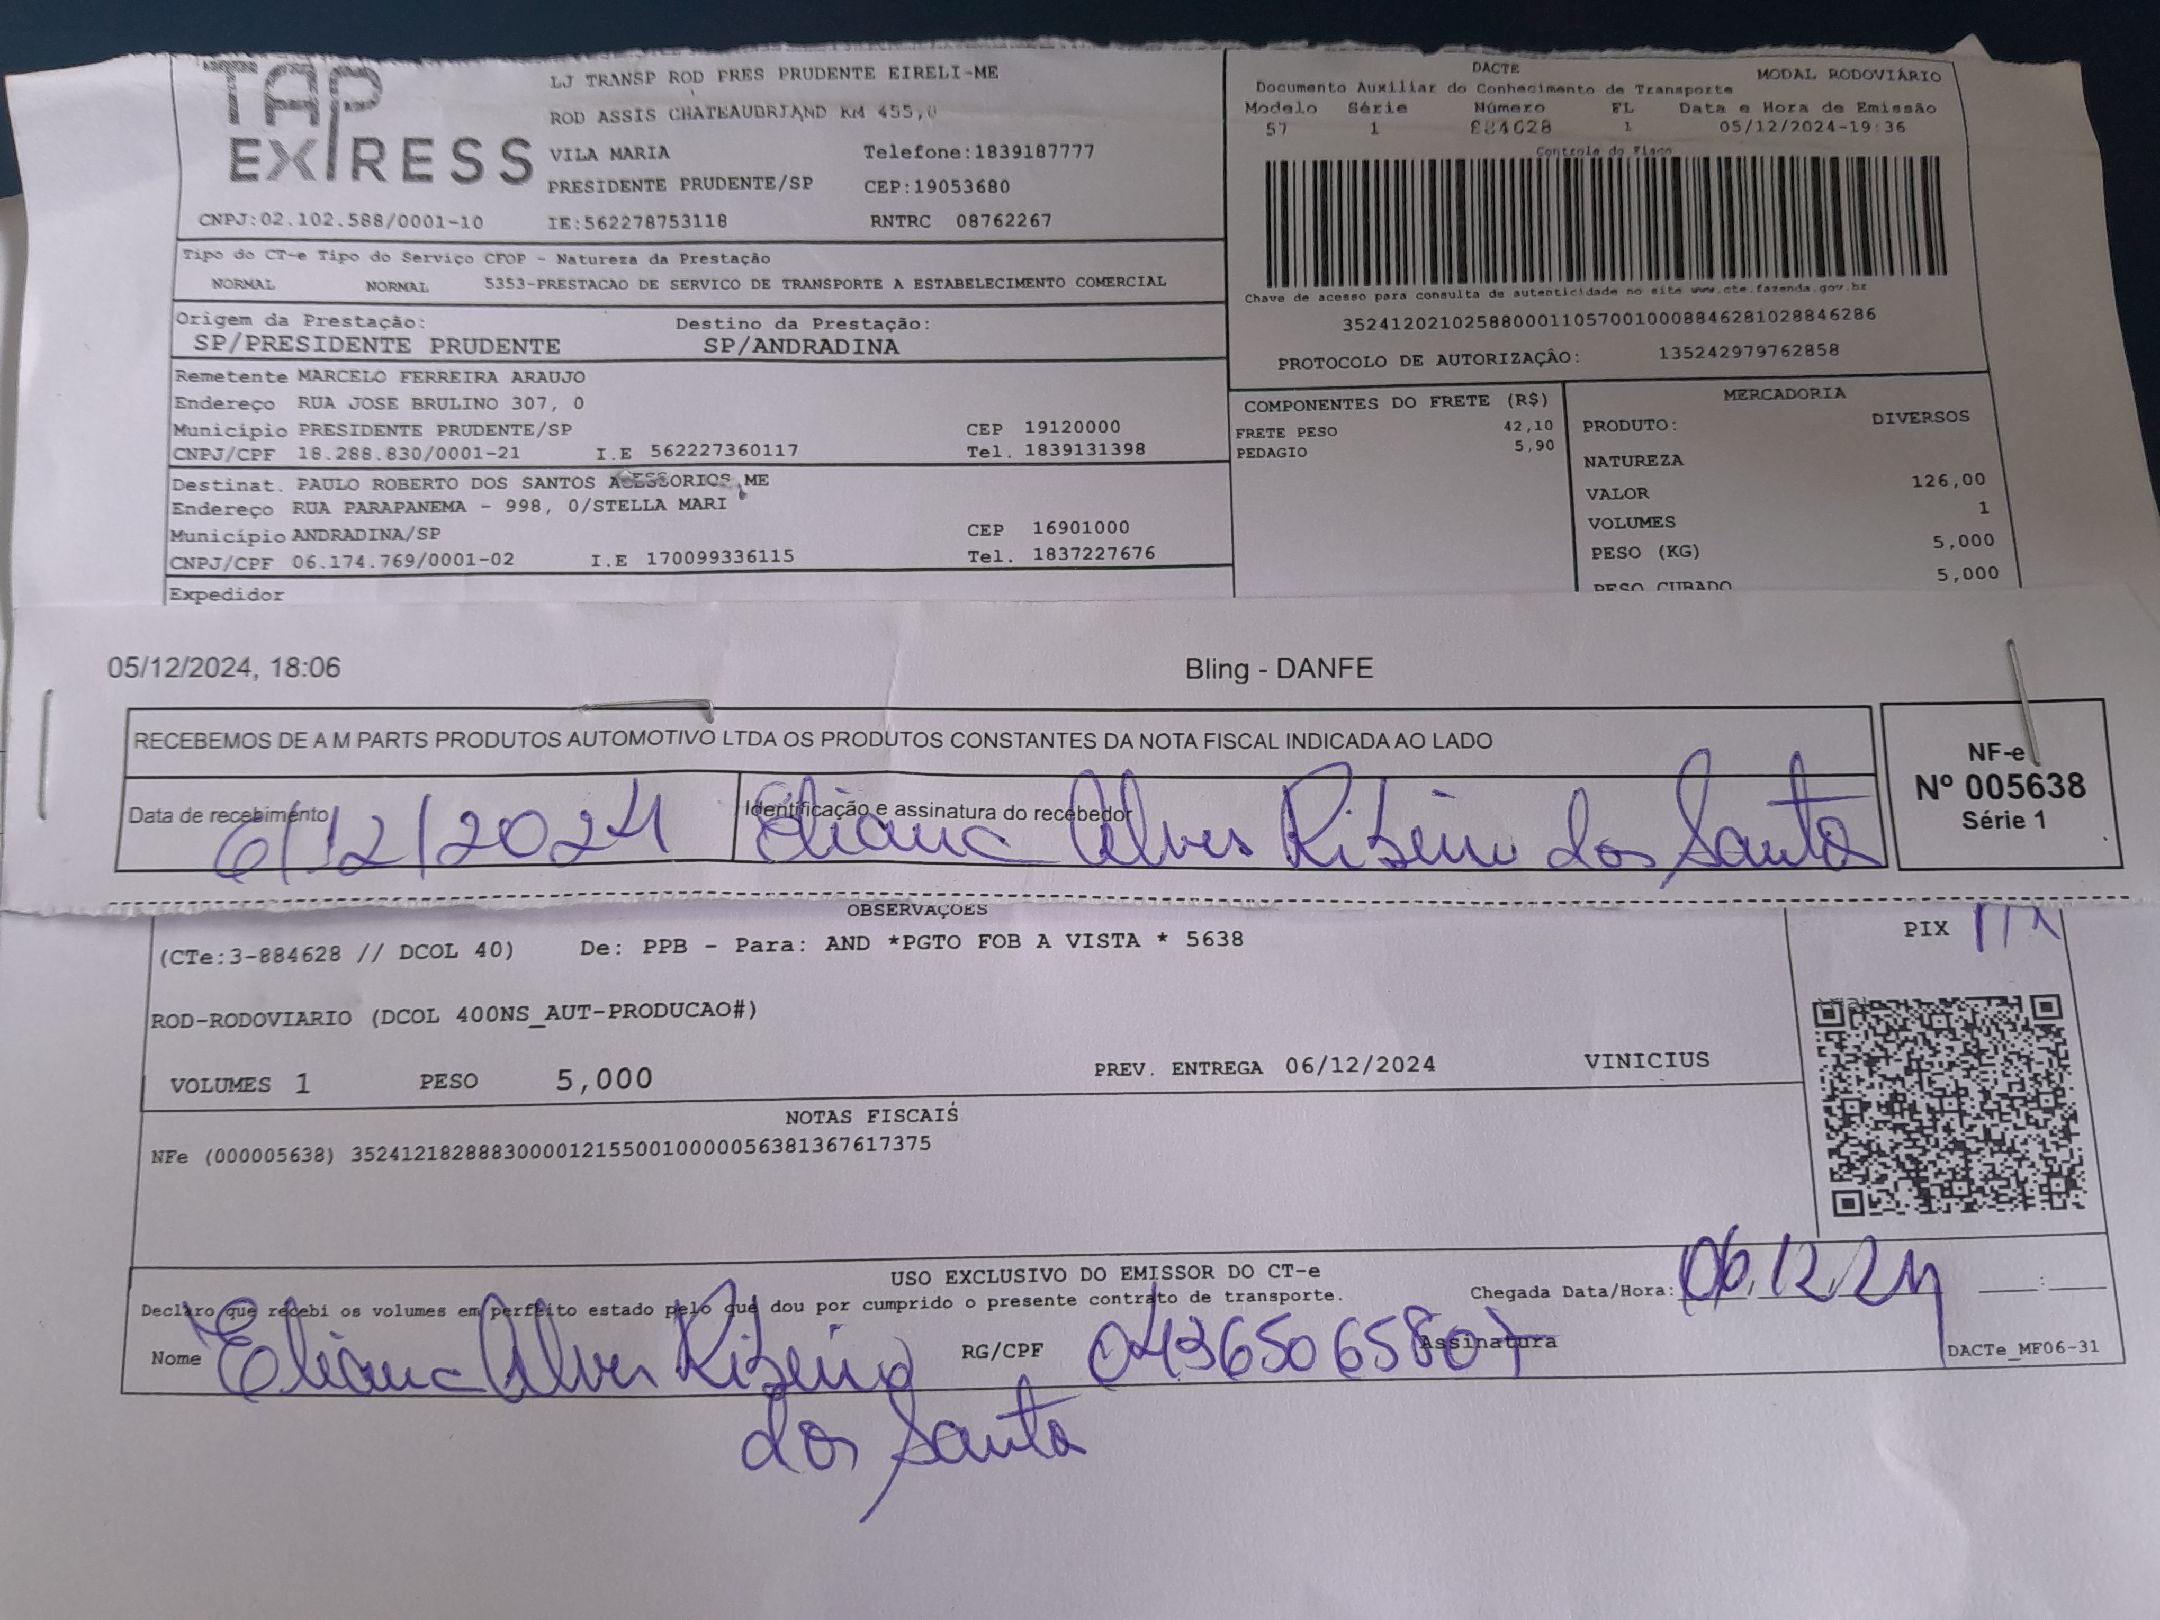 TAP EXPRESS
LJ TRANSP ROD PRES PRUDENTE EIRELI-ME
ROD ASSIS CHATEAUBRIAND KM 455,0
VILA MARIA Telefone:1839187777
PRESIDENTE PRUDENTE/SP CEP:19053680
CNPJ:02.102.588/0001-10 IE:562278753118 RNTRC 08762267
DACTE MODAL RODOVIÁRIO
Documento Auxiliar do Conhecimento de Transporte
Modelo Série Número FL Data e Hora de Emissão
57 1 884628 1 05/12/2024-19:36
Controle do Fisco
Chave de acesso para consulta de autenticidade no site www.cte.fazenda.gov.br
35241202102588000110570010008846281028846286
PROTOCOLO DE AUTORIZAÇÃO: 135242979762858
Tipo do CT-e Tipo do Serviço CFOP - Natureza da Prestação
NORMAL NORMAL 5353-PRESTACAO DE SERVICO DE TRANSPORTE A ESTABELECIMENTO COMERCIAL
Origem da Prestação: Destino da Prestação:
SP/PRESIDENTE PRUDENTE SP/ANDRADINA
Remetente MARCELO FERREIRA ARAUJO
Endereço RUA JOSE BRULINO 307, 0
Município PRESIDENTE PRUDENTE/SP CEP 19120000
CNPJ/CPF 18.288.830/0001-21 I.E 562227360117 Tel. 1839131398
Destinat. PAULO ROBERTO DOS SANTOS ACESSORIOS ME
Endereço RUA PARAPANEMA - 998, 0/STELLA MARI
Município ANDRADINA/SP CEP 16901000
CNPJ/CPF 06.174.769/0001-02 I.E 170099336115 Tel. 1837227676
Expedidor
COMPONENTES DO FRETE (R$)
FRETE PESO 42,10
PEDAGIO 5,90
MERCADORIA
PRODUTO: DIVERSOS
NATUREZA
VALOR 126,00
VOLUMES 1
PESO (KG) 5,000
PESO CUBADO 5,000
05/12/2024, 18:06 Bling - DANFE
RECEBEMOS DE A M PARTS PRODUTOS AUTOMOTIVO LTDA OS PRODUTOS CONSTANTES DA NOTA FISCAL INDICADA AO LADO
Data de recebimento Identificação e assinatura do recebedor
6/12/2024 Eliane Alves Ribeiro dos Santos
NF-e
Nº 005638
Série 1
OBSERVAÇÕES
(CTe:3-884628 // DCOL 40) De: PPB - Para: AND *PGTO FOB A VISTA * 5638
ROD-RODOVIARIO (DCOL 400NS_AUT-PRODUCAO#)
VOLUMES 1 PESO 5,000 PREV. ENTREGA 06/12/2024 VINICIUS
PIX
NOTAS FISCAIS
NFe (000005638) 35241218288830000121550010000056381367617375
USO EXCLUSIVO DO EMISSOR DO CT-e
Declaro que recebi os volumes em perfeito estado pelo que dou por cumprido o presente contrato de transporte. Chegada Data/Hora: 06.12.24 __:__
Nome Eliane Alves Ribeiro RG/CPF 04365065807 Assinatura DACTe_MF06-31
dos Santos